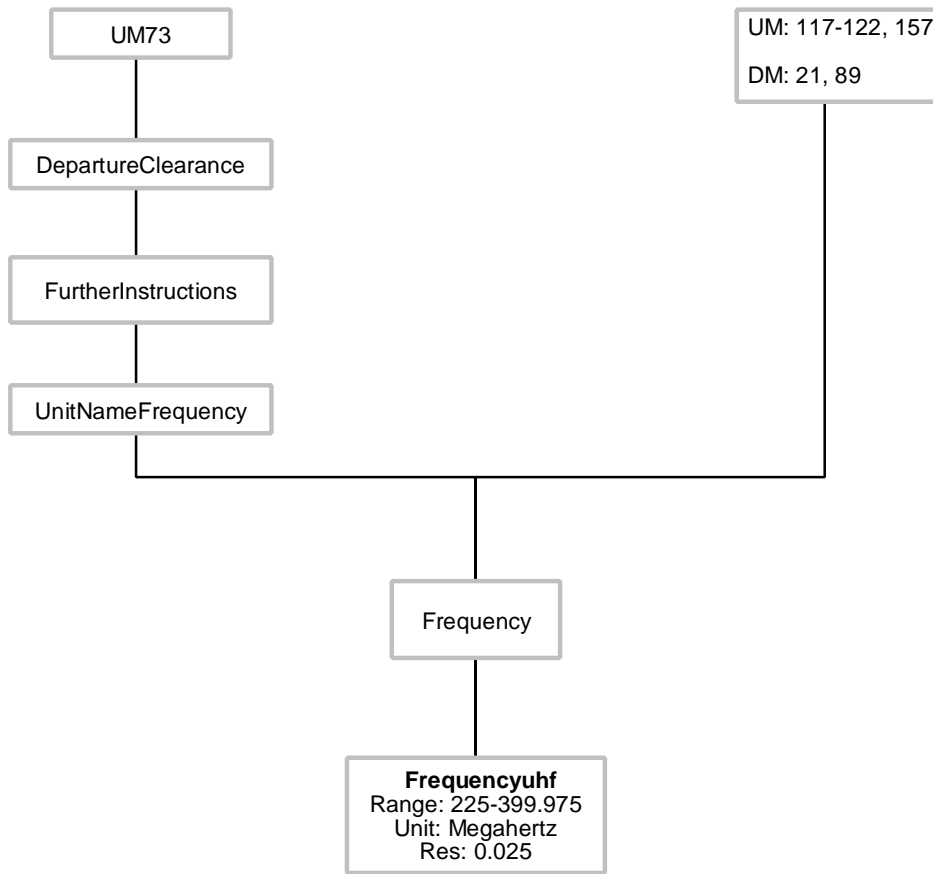 UM73
UM: 117-122, 157
DM: 21, 89
DepartureClearance
FurtherInstructions
UnitNameFrequency
Frequency
Frequencyuhf
Range: 225-399.975
Unit: Megahertz
Res: 0.025